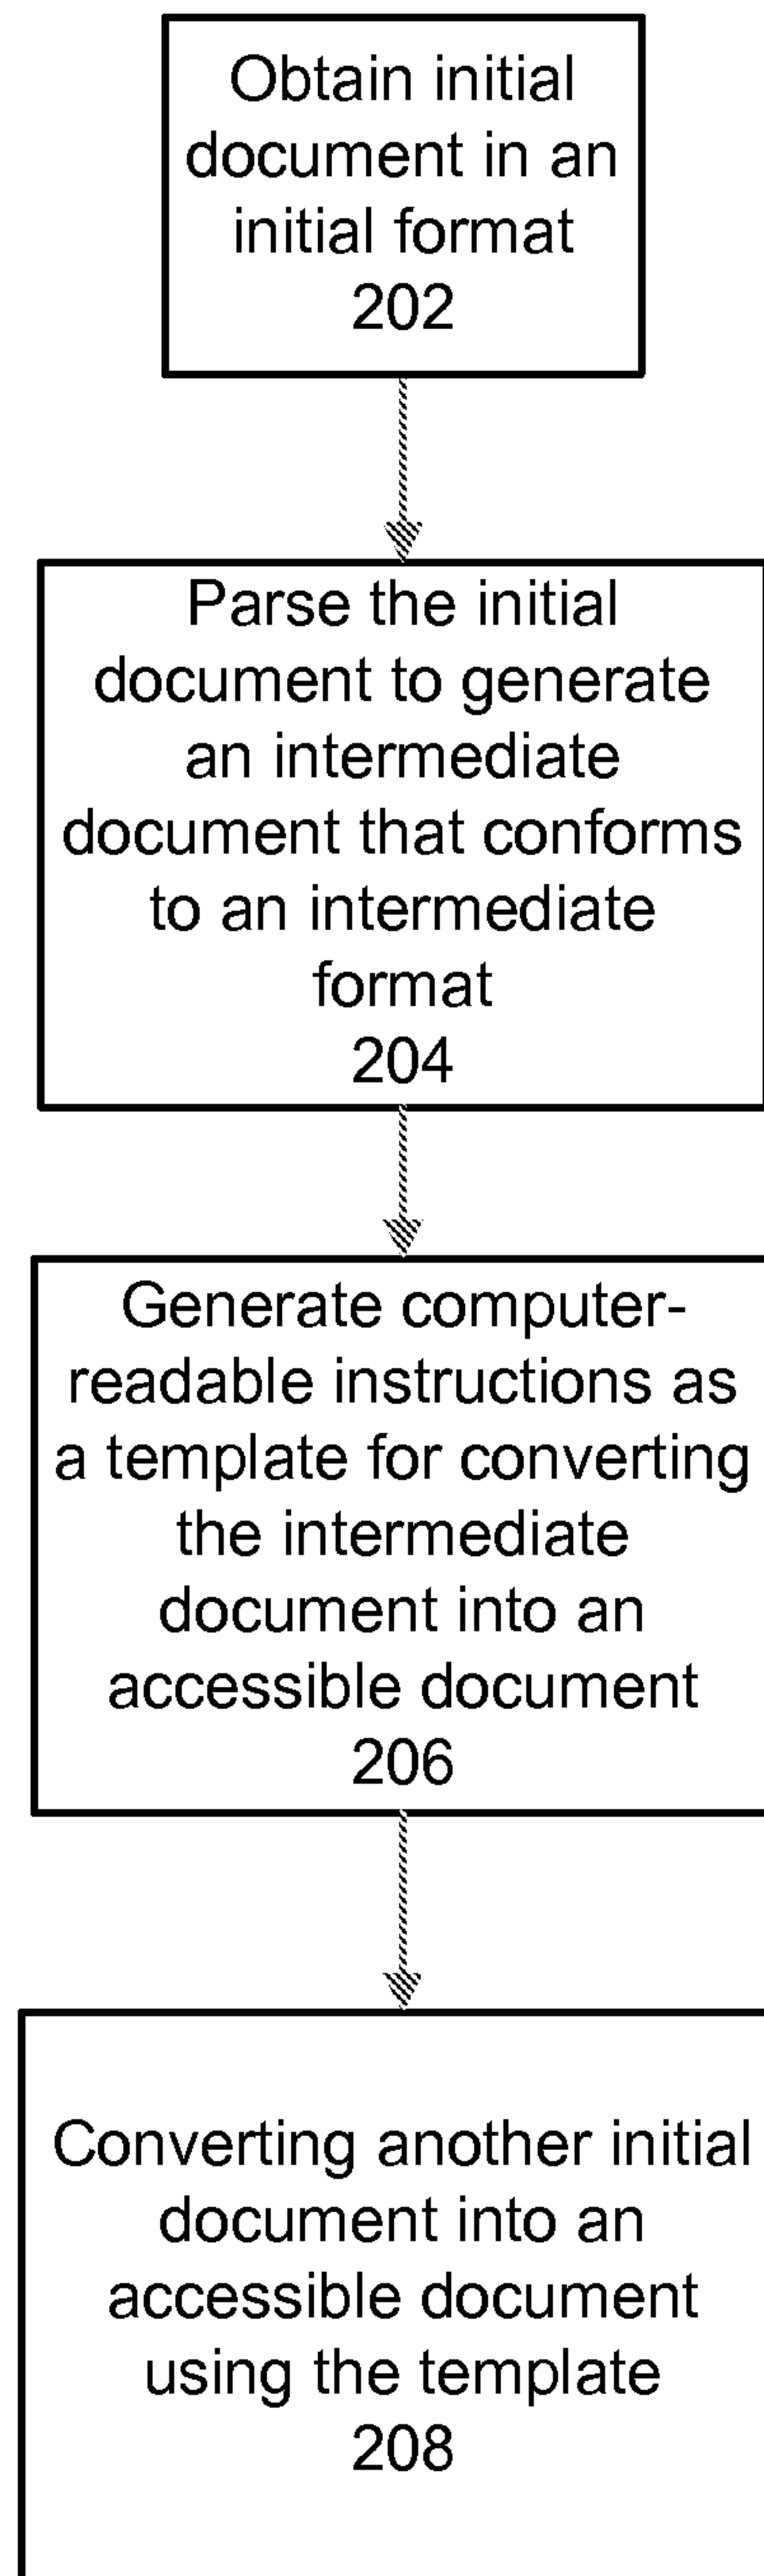 Obtain initial
document in an
initial format
202
Parse the initial
document to generate
an intermediate
document that conforms
to an intermediate
format
204
Generate computer-
readable instructions as
a template for converting
the intermediate
document into an
accessible document
206
Converting another initial
document into an
accessible document
using the template
208